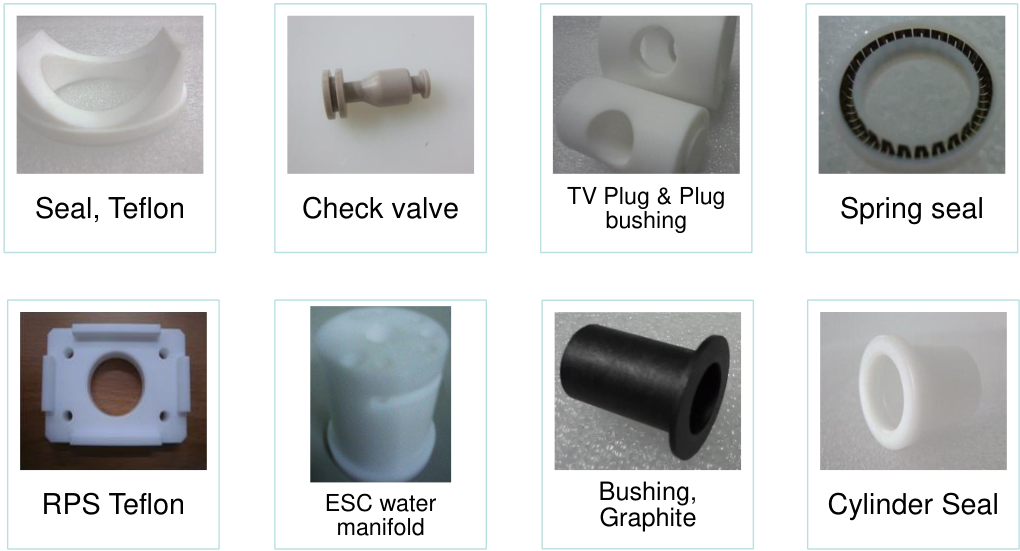 Seal, Teflon
Check valve
TV Plug & Plug
bushing
Spring seal
RPS Teflon
ESC water
manifold
Bushing,
Graphite
Cylinder Seal